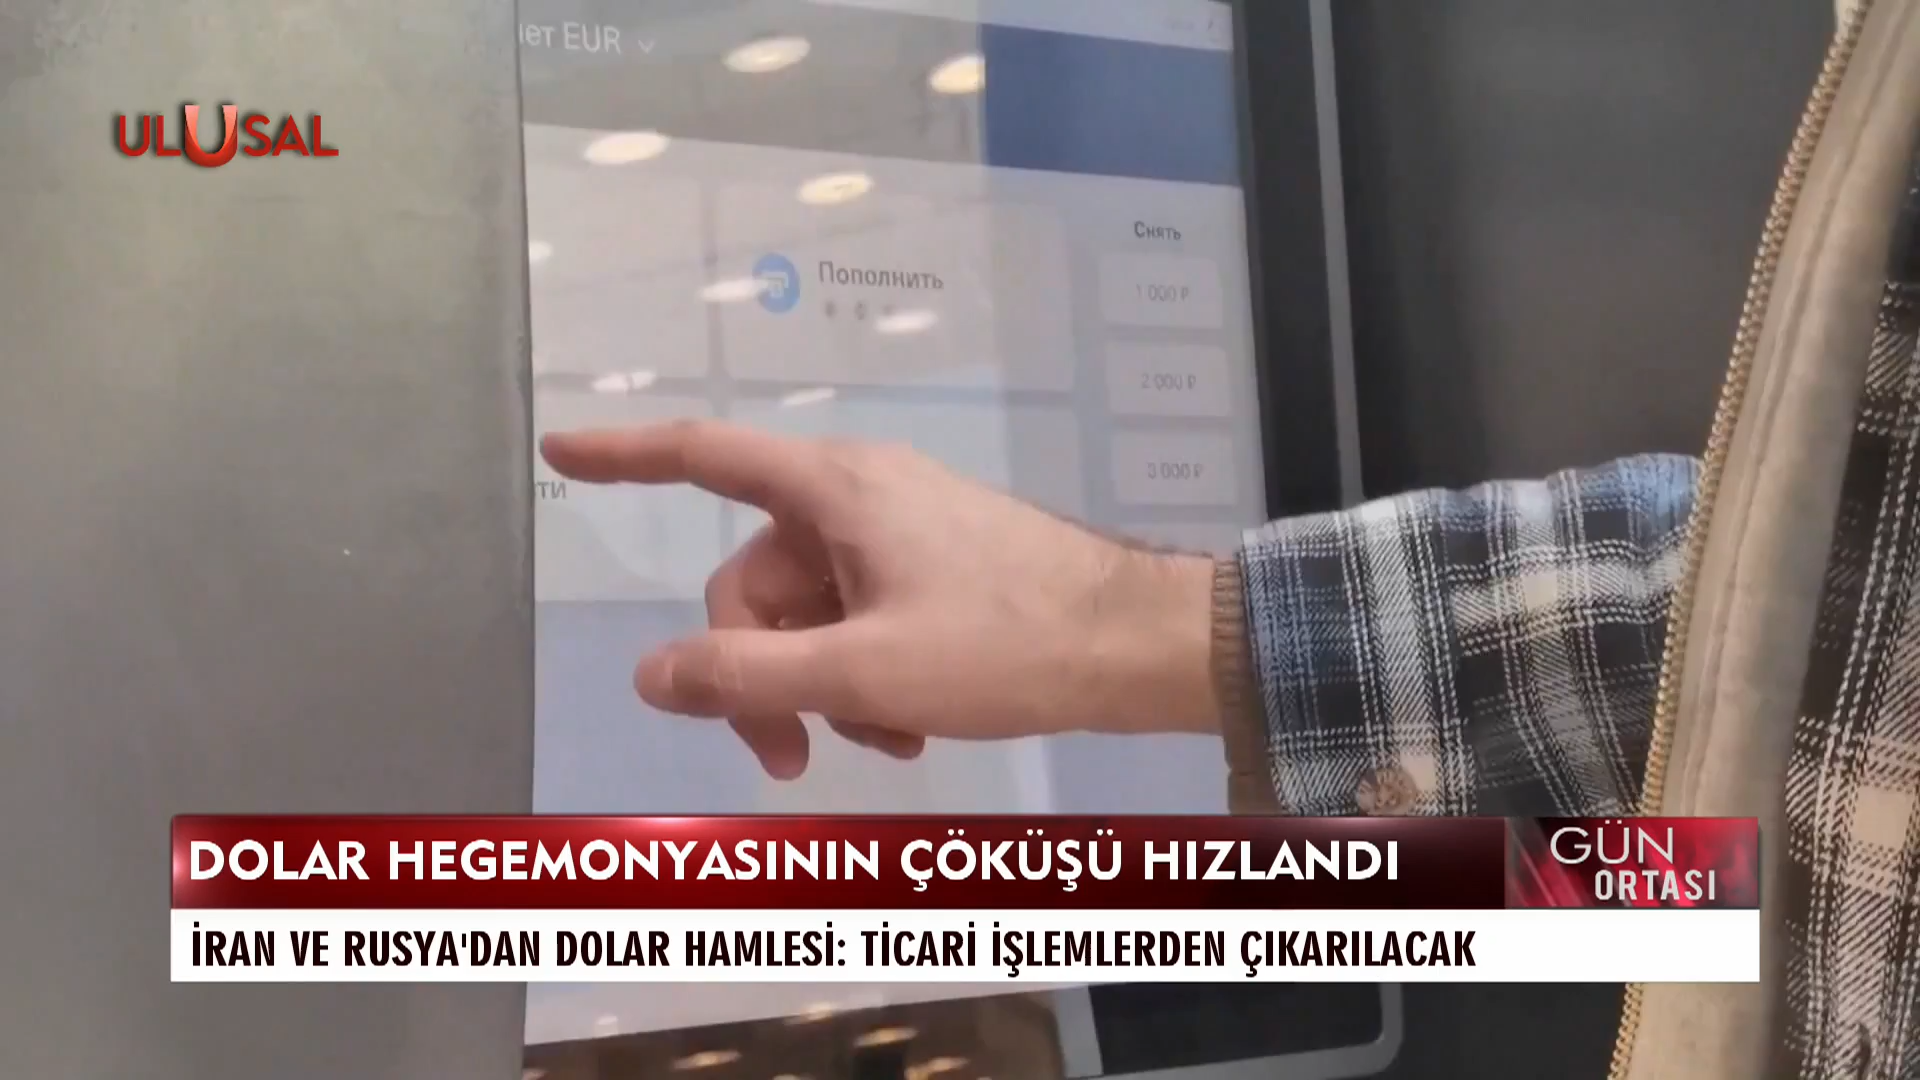 EUR
ULUSAL
Снять
Пополнить
1 000 ₽
2 000 ₽
3 000 ₽
DOLAR HEGEMONYASININ ÇÖKÜŞÜ HIZLANDI
GÜN
ORTASI
İRAN VE RUSYA'DAN DOLAR HAMLESİ: TİCARİ İŞLEMLERDEN ÇIKARILACAK